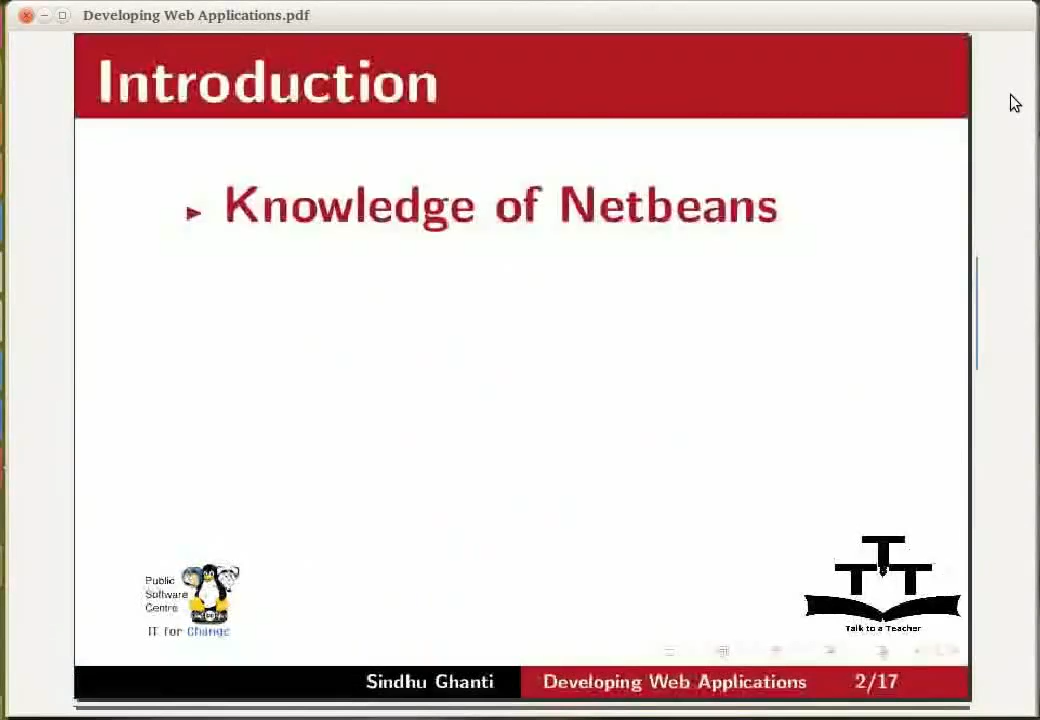 Developing Web Applications.pdf
Introduction
Knowledge of Netbeans
Public
Software
Centre
IT for Change
Talk to a Teacher
Sindhu Ghanti Developing Web Applications 2/17